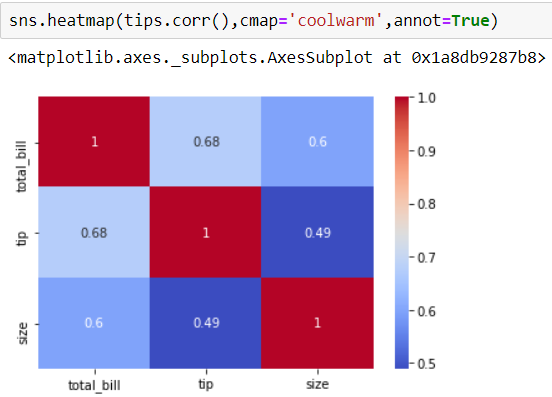 sns.heatmap(tips.corr(),cmap='coolwarm',annot=True)
<matplotlib.axes._subplots.AxesSubplot at 0x1a8db9287b8>
total_bill 1 0.68 0.6
tip 0.68 1 0.49
size 0.6 0.49 1
total_bill tip size
1.0
0.9
0.8
0.7
0.6
0.5